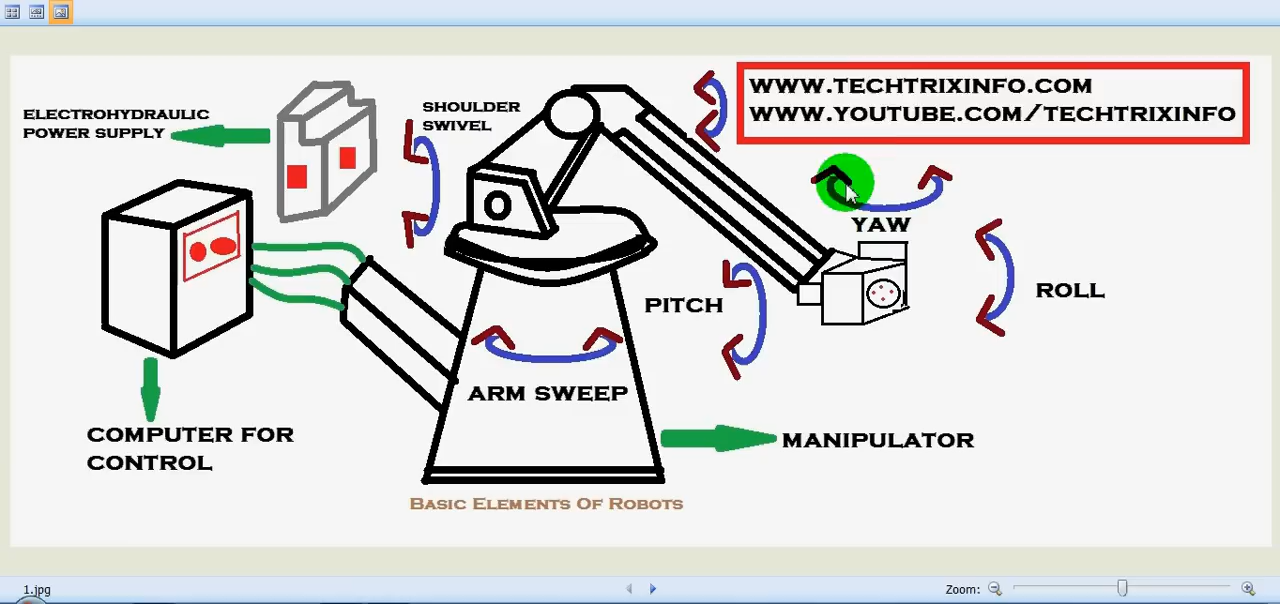 WWW.TECHTRIXINFO.COM
WWW.YOUTUBE.COM/TECHTRIXINFO
ELECTROHYDRAULIC
POWER SUPPLY
SHOULDER
SWIVEL
YAW
PITCH
ROLL
ARM SWEEP
COMPUTER FOR
CONTROL
MANIPULATOR
BASIC ELEMENTS OF ROBOTS
1.jpg
Zoom: